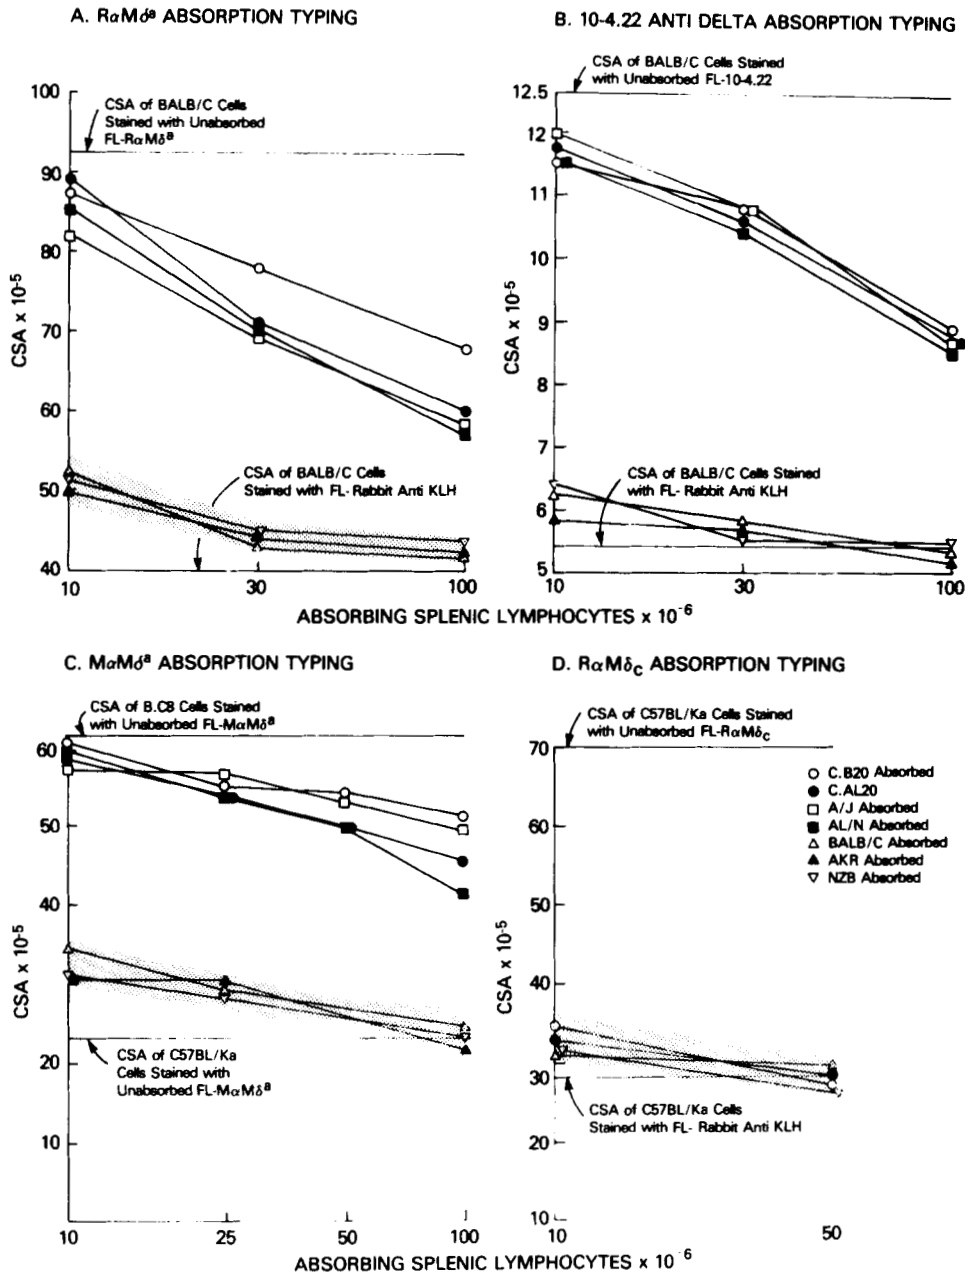 A. RαMδᵃ ABSORPTION TYPING
CSA of BALB/C Cells
Stained with Unabsorbed
FL-RαMδᵃ
100
90
80
70
60
50
40
CSA x 10⁻⁵
CSA of BALB/C Cells
Stained with FL- Rabbit Anti KLH
10
30
100
B. 10-4.22 ANTI DELTA ABSORPTION TYPING
CSA of BALB/C Cells Stained
with Unabsorbed FL-10-4.22
12.5
12
11
10
9
8
7
6
5
CSA x 10⁻⁵
CSA of BALB/C Cells Stained
with FL- Rabbit Anti KLH
10
30
100
ABSORBING SPLENIC LYMPHOCYTES x 10⁻⁶
C. MαMδᵃ ABSORPTION TYPING
CSA of B.C8 Cells Stained
with Unabsorbed FL-MαMδᵃ
60
50
40
20
10
CSA x 10⁻⁵
CSA of C57BL/Ka
Cells Stained with
Unabsorbed FL-MαMδᵃ
10
25
50
100
D. RαMδc ABSORPTION TYPING
CSA of C57BL/Ka Cells Stained
with Unabsorbed FL-RαMδc
70
60
50
40
30
20
10
CSA x 10⁻⁵
C.B20 Absorbed
C.AL20
A/J Absorbed
AL/N Absorbed
BALB/C Absorbed
AKR Absorbed
NZB Absorbed
CSA of C57BL/Ka Cells
Stained with FL- Rabbit Anti KLH
10
50
ABSORBING SPLENIC LYMPHOCYTES x 10⁻⁶